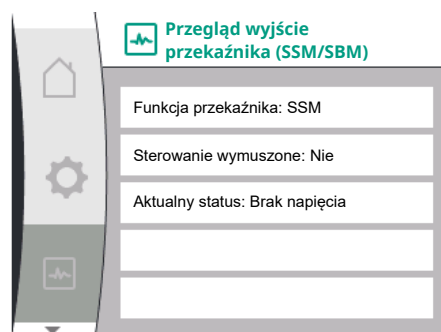 Przegląd wyjście
przekaźnika (SSM/SBM)
Funkcja przekaźnika: SSM
Sterowanie wymuszone: Nie
Aktualny status: Brak napięcia